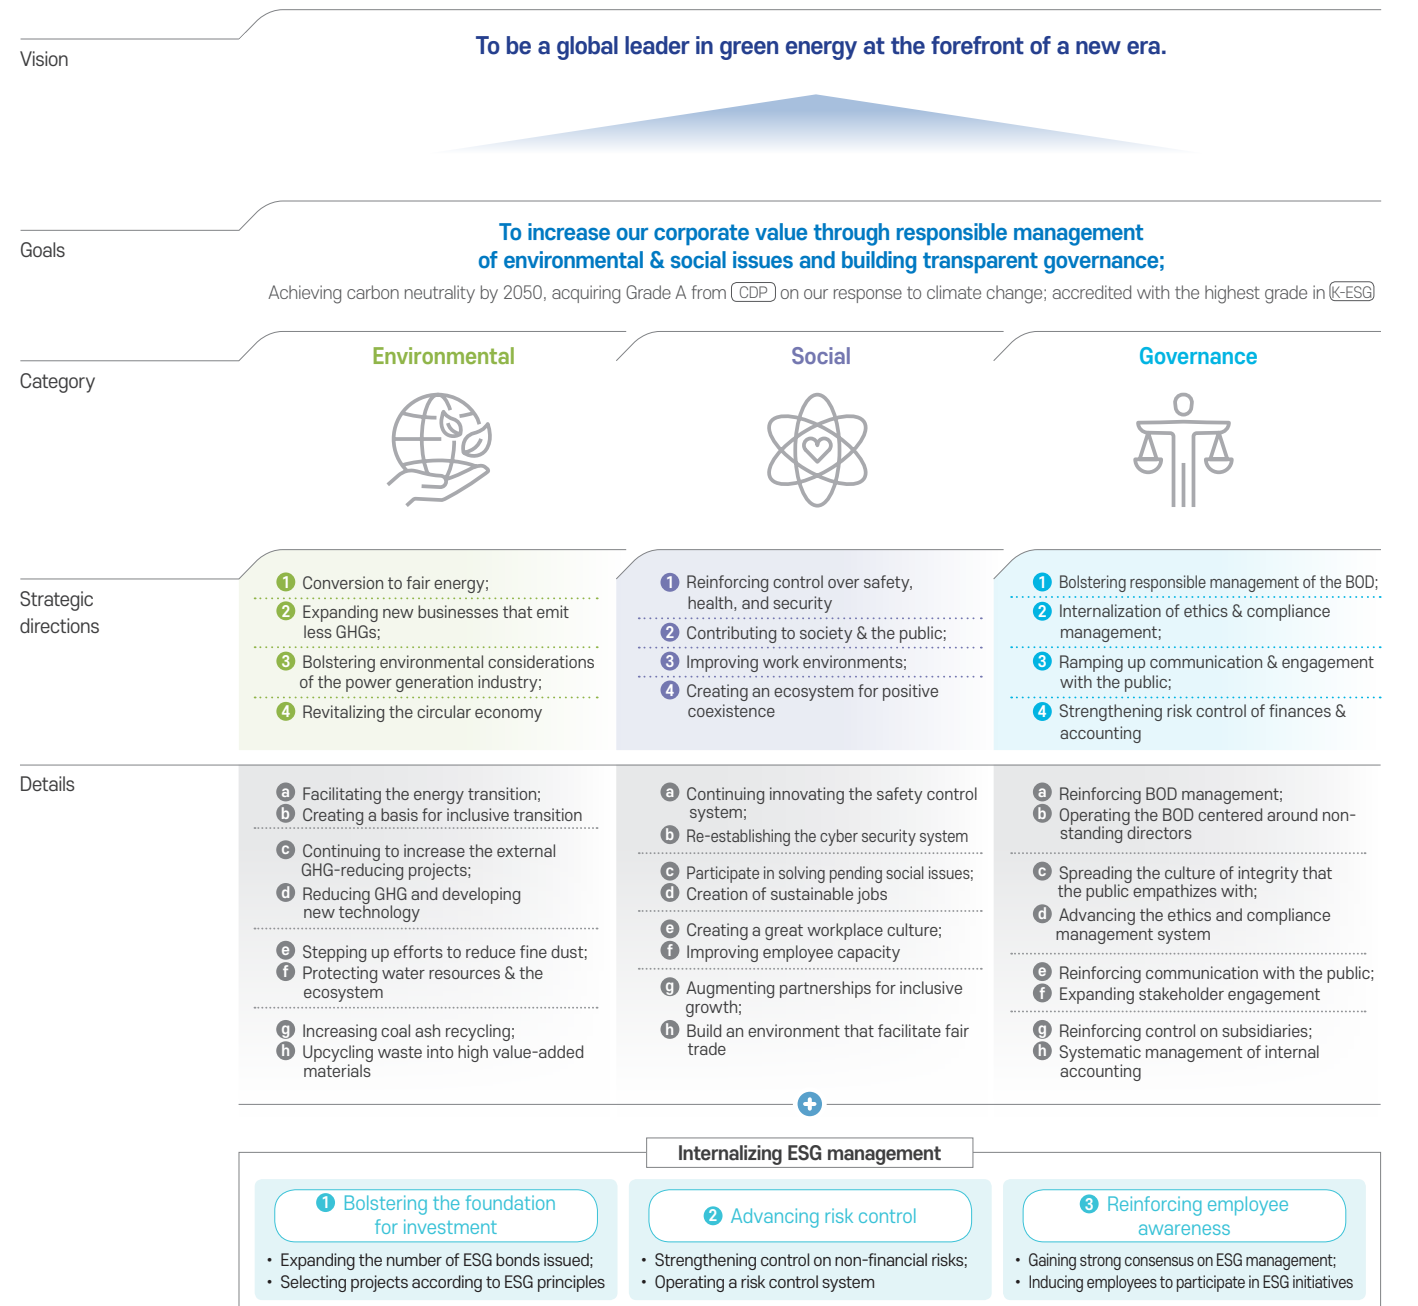 Vision
To be a global leader in green energy at the forefront of a new era.
Goals
To increase our corporate value through responsible management
of environmental & social issues and building transparent governance;
Achieving carbon neutrality by 2050, acquiring Grade A from CDP on our response to climate change; accredited with the highest grade in K-ESG
Category
Environmental
Social
Governance
Strategic
directions
1 Conversion to fair energy;
2 Expanding new businesses that emit
less GHGs;
3 Bolstering environmental considerations
of the power generation industry;
4 Revitalizing the circular economy
1 Reinforcing control over safety,
health, and security
2 Contributing to society & the public;
3 Improving work environments;
4 Creating an ecosystem for positive
coexistence
1 Bolstering responsible management of the BOD;
2 Internalization of ethics & compliance
management;
3 Ramping up communication & engagement
with the public;
4 Strengthening risk control of finances &
accounting
Details
a Facilitating the energy transition;
b Creating a basis for inclusive transition
c Continuing to increase the external
GHG-reducing projects;
d Reducing GHG and developing
new technology
e Stepping up efforts to reduce fine dust;
f Protecting water resources & the
ecosystem
g Increasing coal ash recycling;
h Upcycling waste into high value-added
materials
a Continuing innovating the safety control
system;
b Re-establishing the cyber security system
c Participate in solving pending social issues;
d Creation of sustainable jobs
e Creating a great workplace culture;
f Improving employee capacity
g Augmenting partnerships for inclusive
growth;
h Build an environment that facilitate fair
trade
a Reinforcing BOD management;
b Operating the BOD centered around non-
standing directors
c Spreading the culture of integrity that
the public empathizes with;
d Advancing the ethics and compliance
management system
e Reinforcing communication with the public;
f Expanding stakeholder engagement
g Reinforcing control on subsidiaries;
h Systematic management of internal
accounting
Internalizing ESG management
1 Bolstering the foundation
for investment
• Expanding the number of ESG bonds issued;
• Selecting projects according to ESG principles
2 Advancing risk control
• Strengthening control on non-financial risks;
• Operating a risk control system
3 Reinforcing employee
awareness
• Gaining strong consensus on ESG management;
• Inducing employees to participate in ESG initiatives